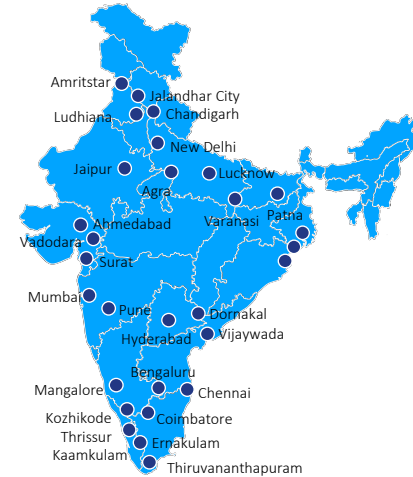 Amritstar
Jalandhar City
Ludhiana
Chandigarh
New Delhi
Jaipur
Lucknow
Agra
Varanasi
Patna
Ahmedabad
Vadodara
Surat
Mumbai
Pune
Dornakal
Hyderabad
Vijaywada
Bengaluru
Mangalore
Chennai
Kozhikode
Coimbatore
Thrissur
Ernakulam
Kaamkulam
Thiruvananthapuram